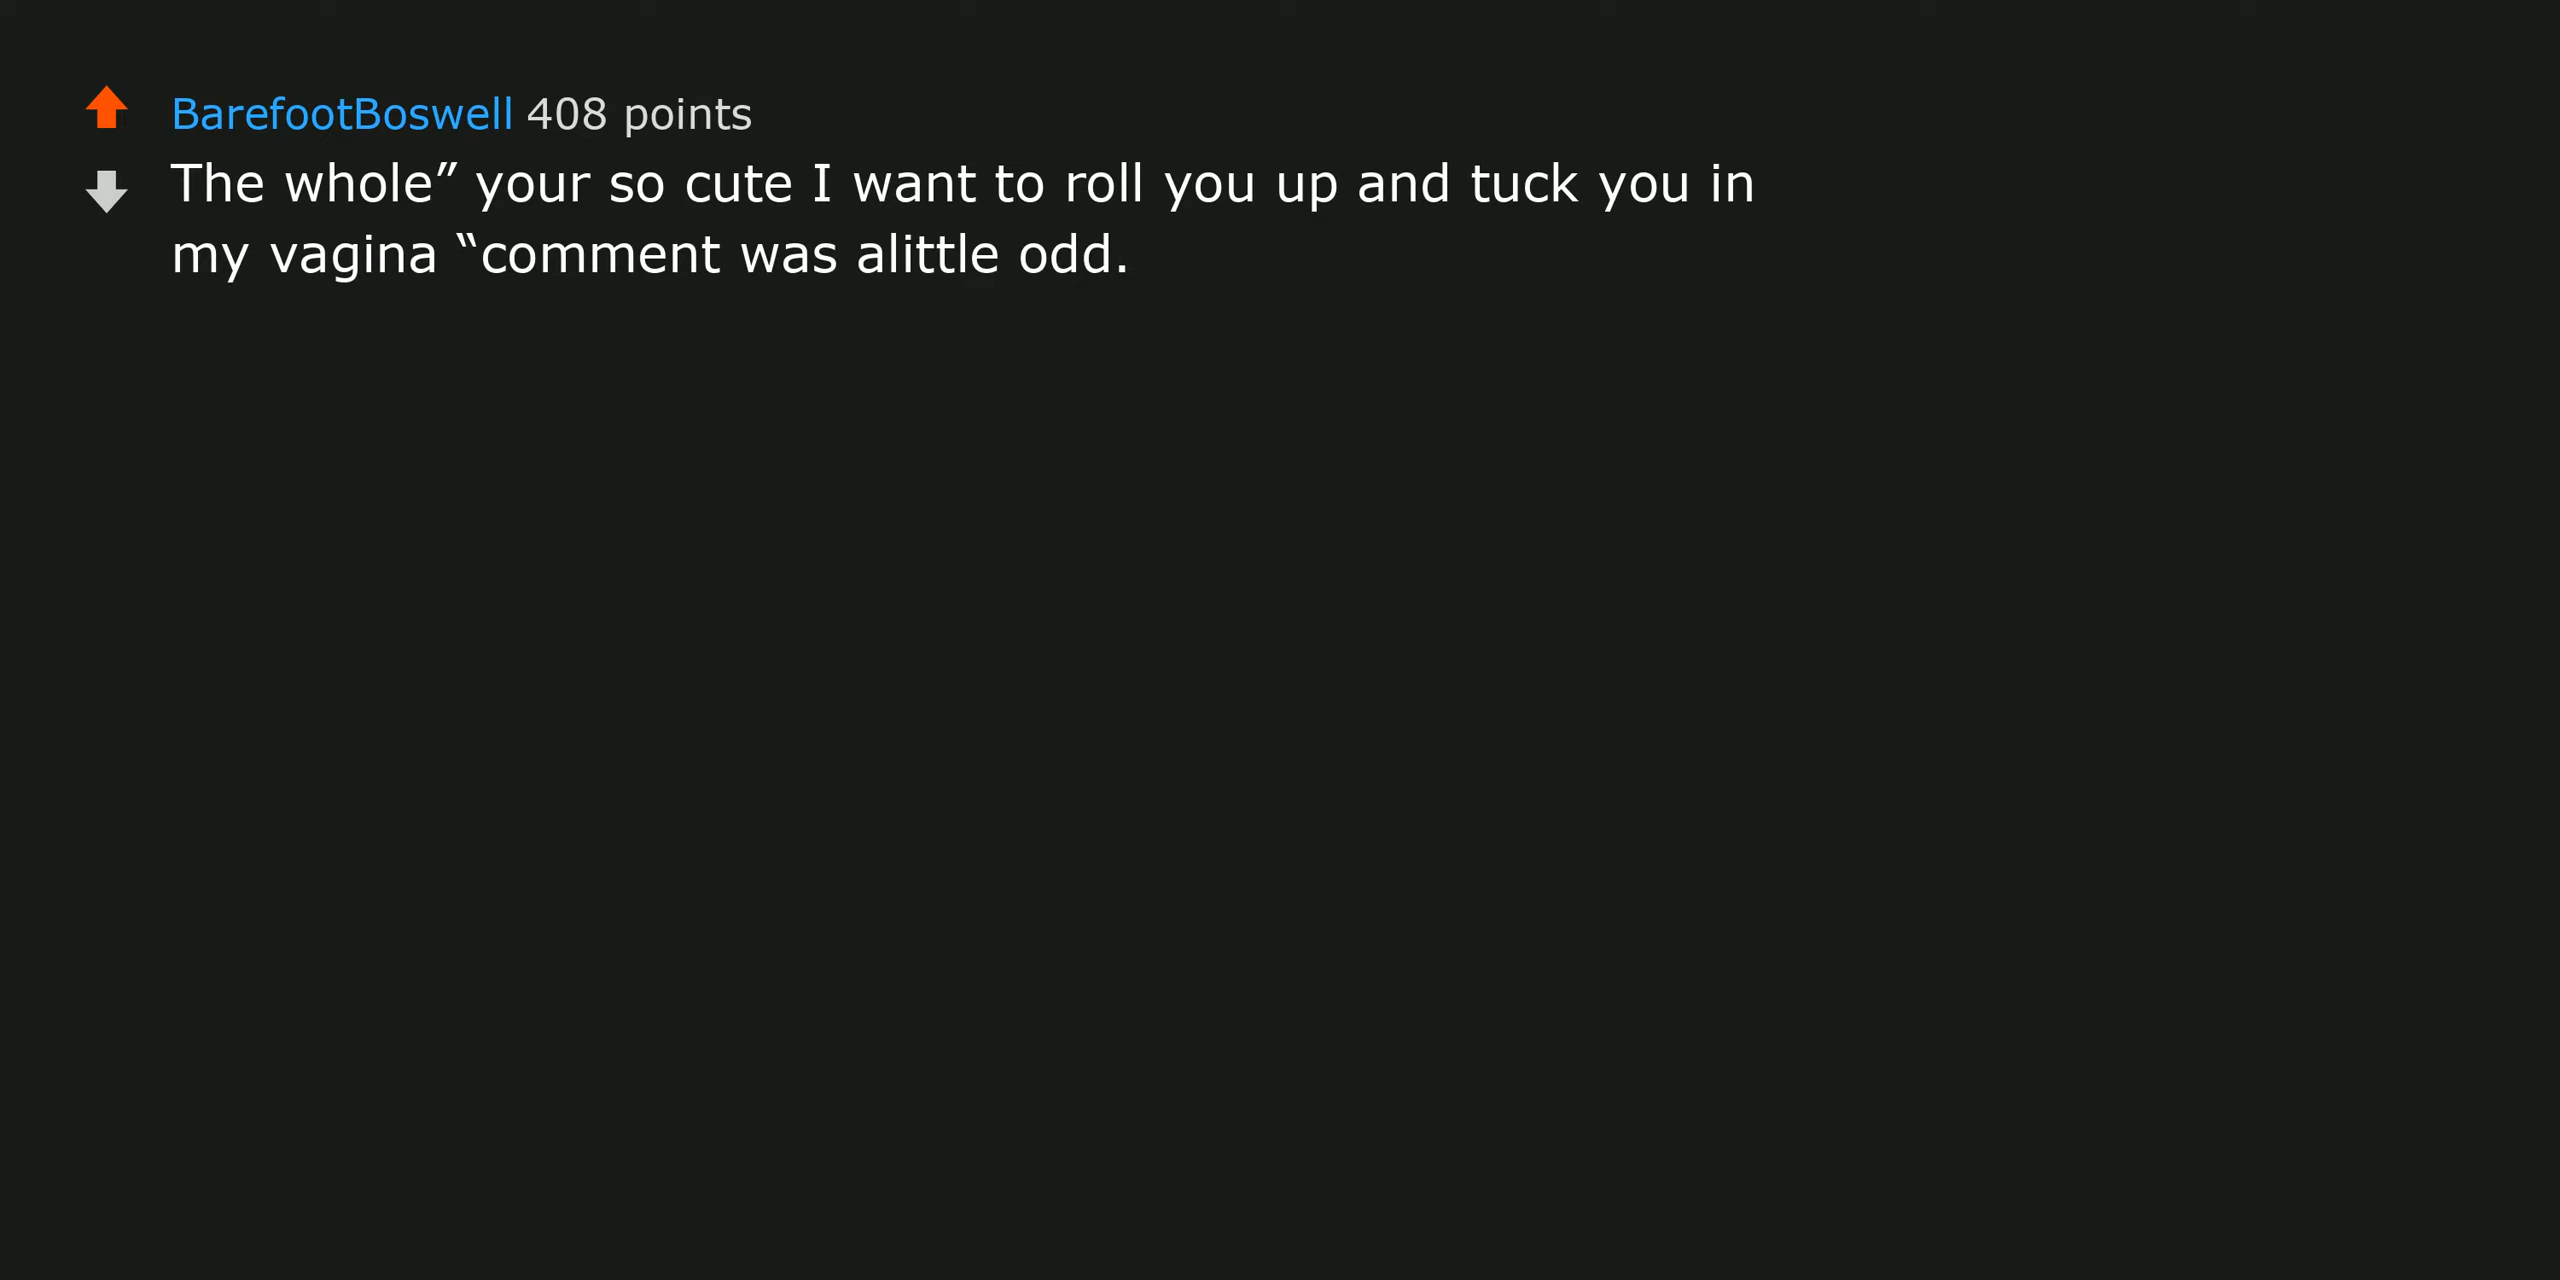 BarefootBoswell 408 points
The whole” your so cute I want to roll you up and tuck you in
my vagina “comment was alittle odd.